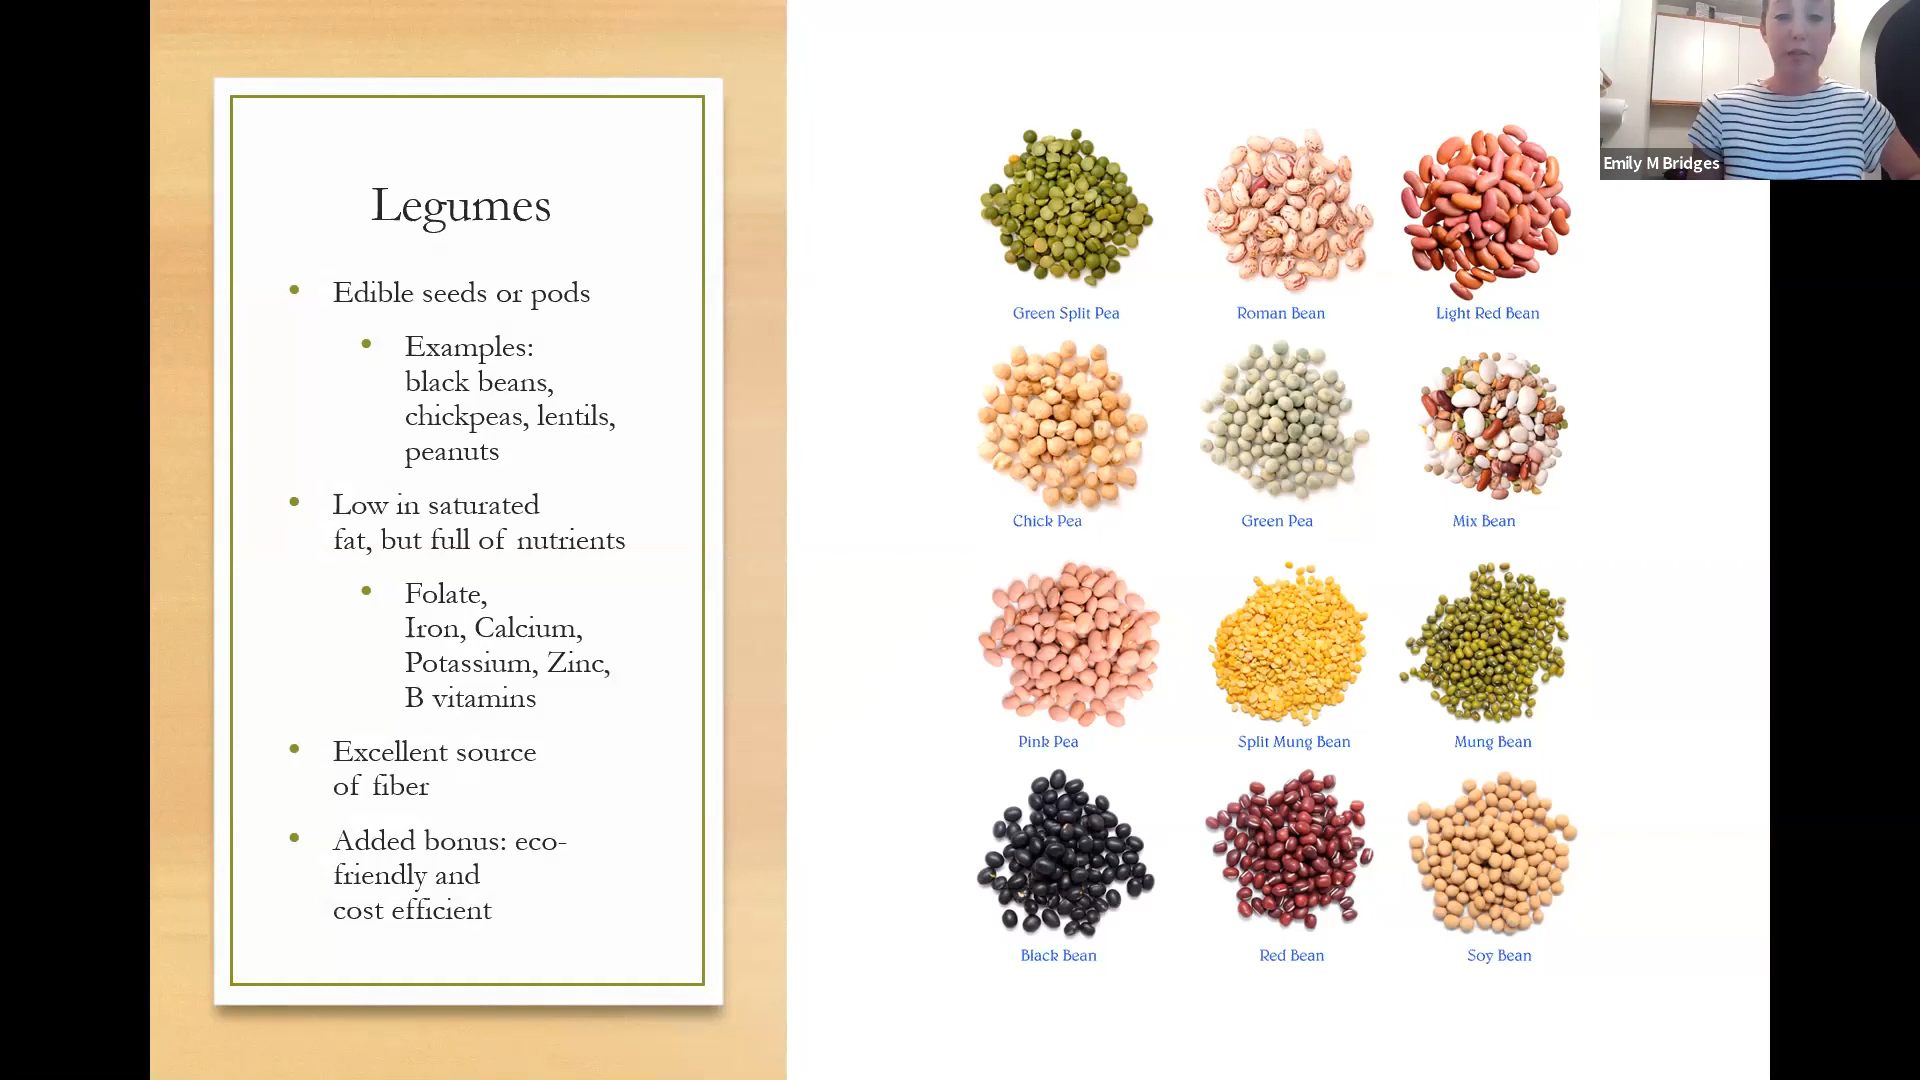 Legumes
Edible seeds or pods
Examples:
black beans,
chickpeas, lentils,
peanuts
Low in saturated
fat, but full of nutrients
Folate,
Iron, Calcium,
Potassium, Zinc,
B vitamins
Excellent source
of fiber
Added bonus: eco-
friendly and
cost efficient
Green Split Pea
Roman Bean
Light Red Bean
Chick Pea
Green Pea
Mix Bean
Pink Pea
Split Mung Bean
Mung Bean
Black Bean
Red Bean
Soy Bean
Emily M Bridges